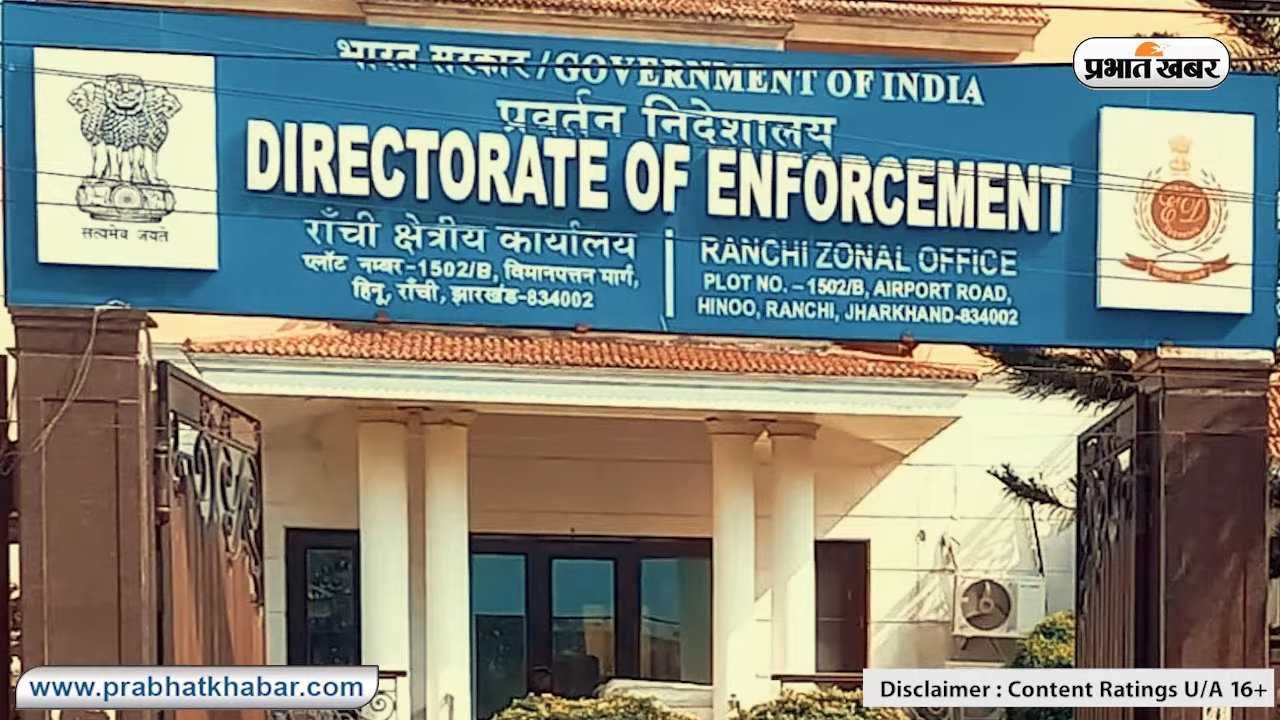 भारत सरकार / GOVERNMENT OF INDIA
प्रवर्तन निदेशालय
DIRECTORATE OF ENFORCEMENT
सत्यमेव जयते
राँची क्षेत्रीय कार्यालय
प्लॉट नम्बर-1502/B, विमानपत्तन मार्ग,
हिनू, राँची, झारखंड-834002
RANCHI ZONAL OFFICE
PLOT NO. – 1502/B, AIRPORT ROAD,
HINOO, RANCHI, JHARKHAND-834002
ED
प्रभात खबर
www.prabhatkhabar.com
Disclaimer : Content Ratings U/A 16+